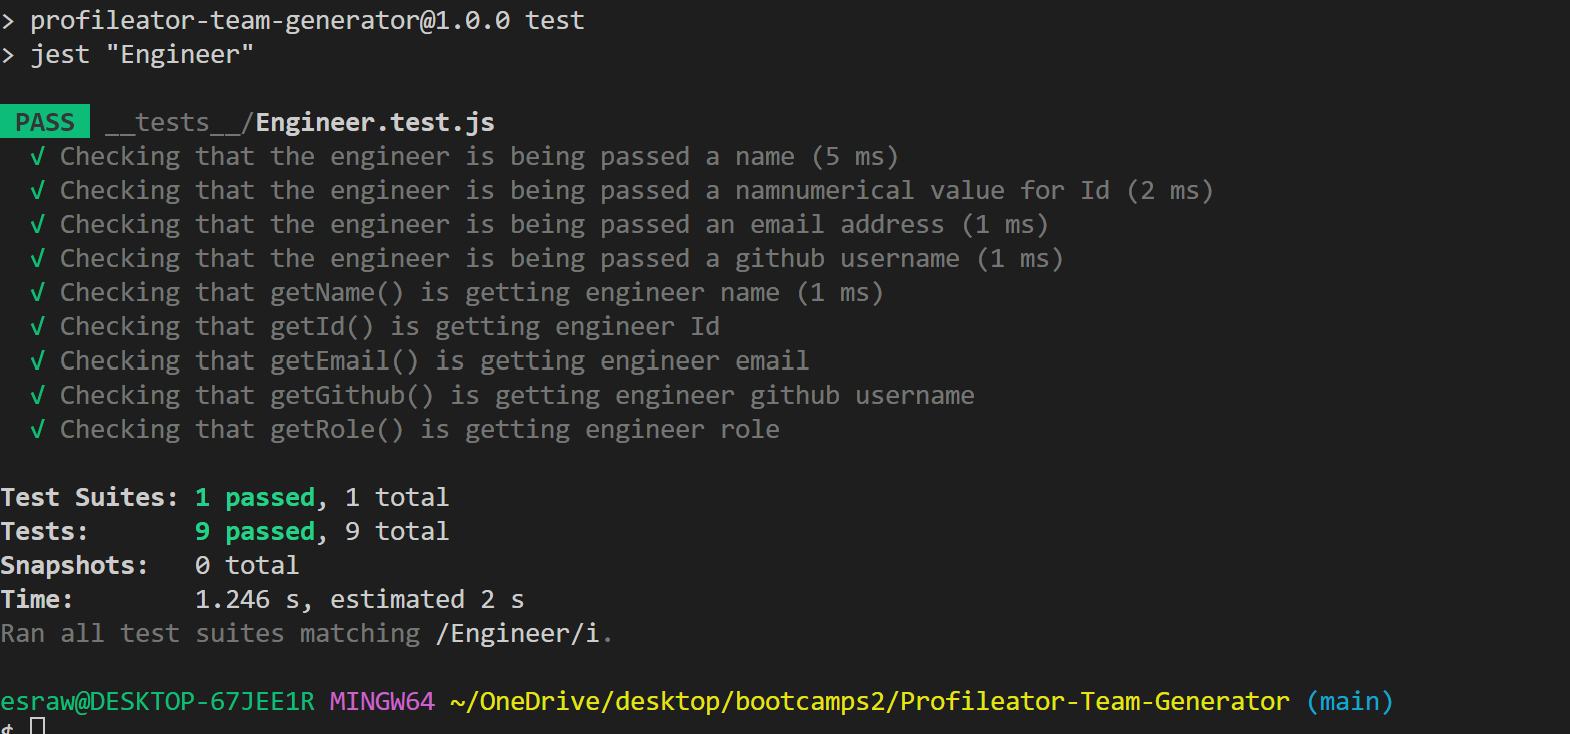 > profileator-team-generator@1.0.0 test
> jest "Engineer"
PASS __tests__/Engineer.test.js
√ Checking that the engineer is being passed a name (5 ms)
√ Checking that the engineer is being passed a namnumerical value for Id (2 ms)
√ Checking that the engineer is being passed an email address (1 ms)
√ Checking that the engineer is being passed a github username (1 ms)
√ Checking that getName() is getting engineer name (1 ms)
√ Checking that getId() is getting engineer Id
√ Checking that getEmail() is getting engineer email
√ Checking that getGithub() is getting engineer github username
√ Checking that getRole() is getting engineer role
Test Suites: 1 passed, 1 total
Tests: 9 passed, 9 total
Snapshots: 0 total
Time: 1.246 s, estimated 2 s
Ran all test suites matching /Engineer/i.
esraw@DESKTOP-67JEE1R MINGW64 ~/OneDrive/desktop/bootcamps2/Profileator-Team-Generator (main)
$